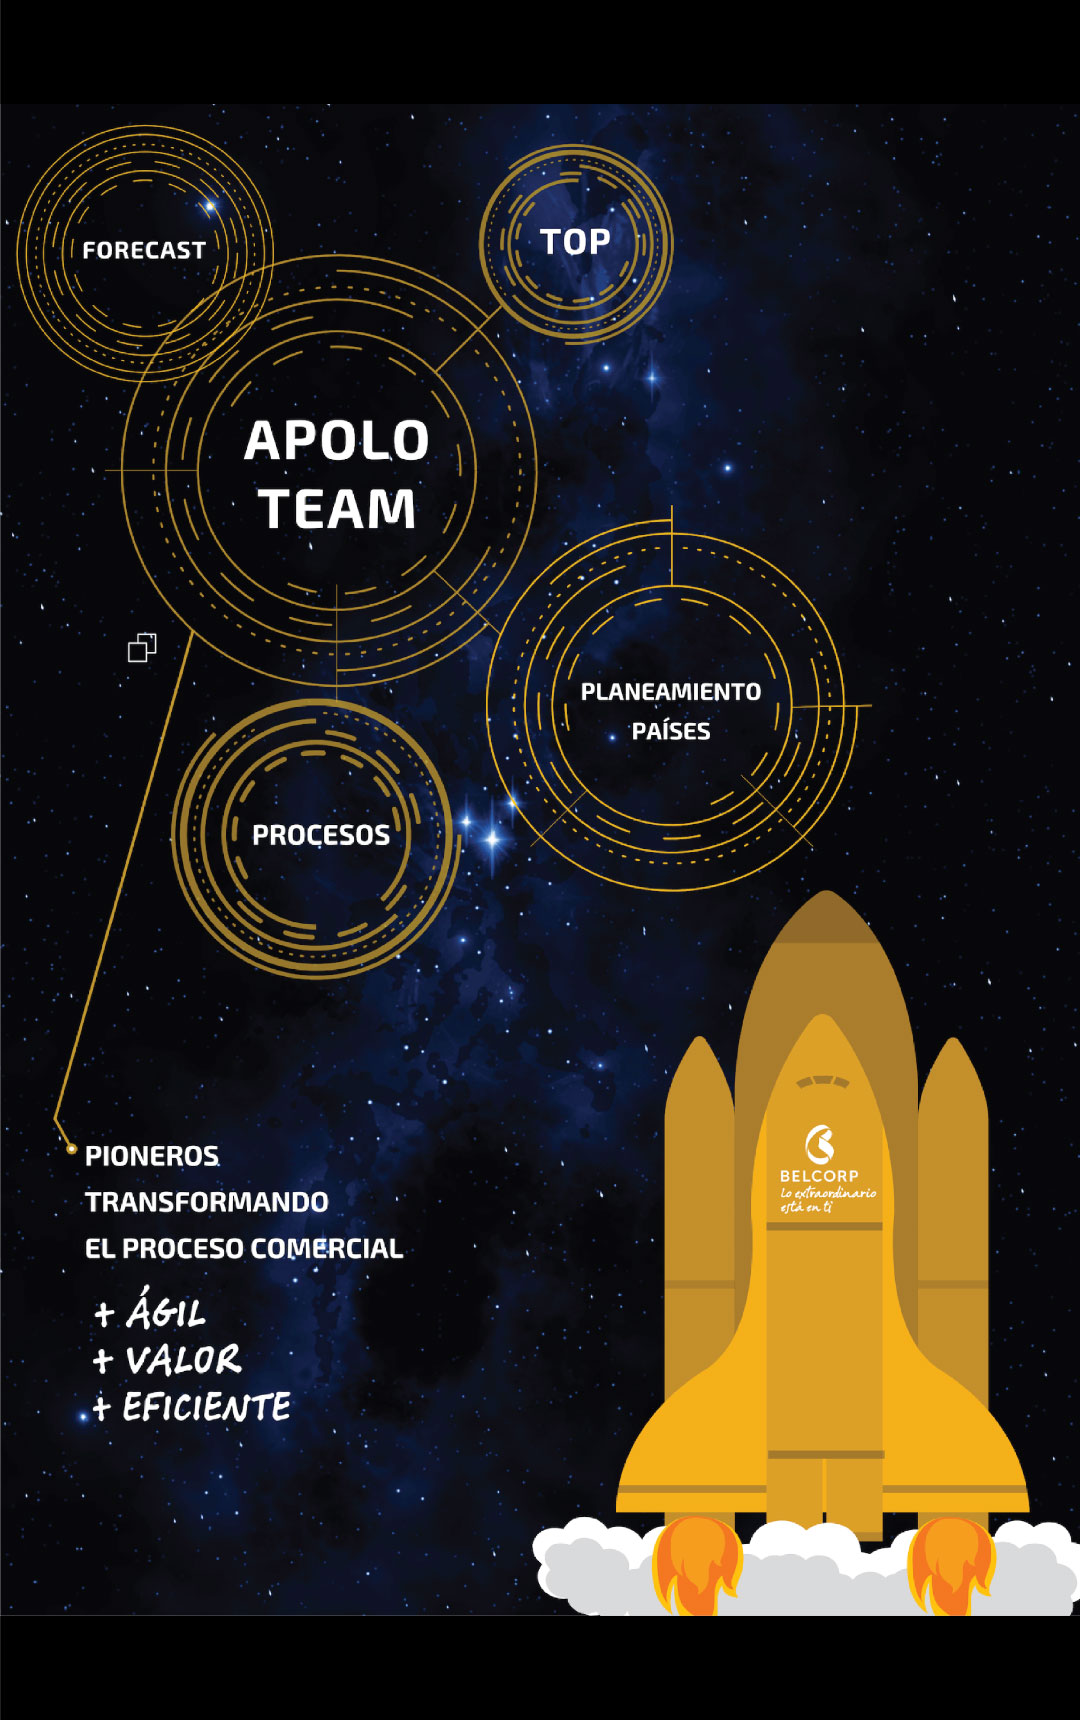 FORECAST
TOP
APOLO
TEAM
PLANEAMIENTO
PAÍSES
PROCESOS
PIONEROS
TRANSFORMANDO
EL PROCESO COMERCIAL
+ ÁGIL
+ VALOR
+ EFICIENTE
BELCORP
Lo extraordinario
está en ti